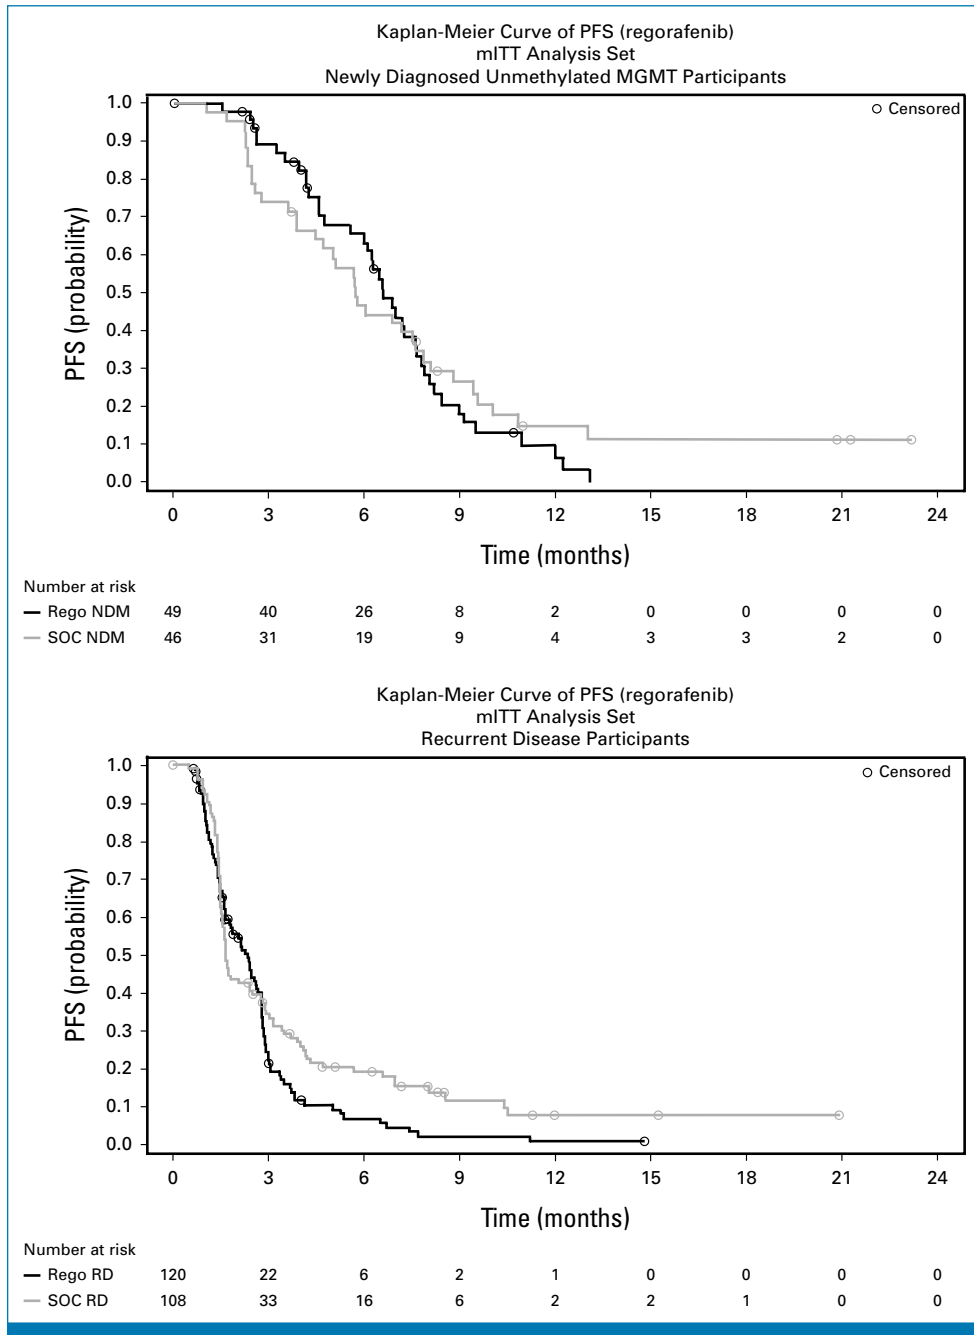 Kaplan-Meier Curve of PFS (regorafenib)
mITT Analysis Set
Newly Diagnosed Unmethylated MGMT Participants
Censored
PFS (probability)
1.0
0.9
0.8
0.7
0.6
0.5
0.4
0.3
0.2
0.1
0.0
0 3 6 9 12 15 18 21 24
Time (months)
Number at risk
Rego NDM 49 40 26 8 2 0 0 0 0
SOC NDM 46 31 19 9 4 3 3 2 0
Kaplan-Meier Curve of PFS (regorafenib)
mITT Analysis Set
Recurrent Disease Participants
Censored
PFS (probability)
1.0
0.9
0.8
0.7
0.6
0.5
0.4
0.3
0.2
0.1
0.0
0 3 6 9 12 15 18 21 24
Time (months)
Number at risk
Rego RD 120 22 6 2 1 0 0 0 0
SOC RD 108 33 16 6 2 2 1 0 0